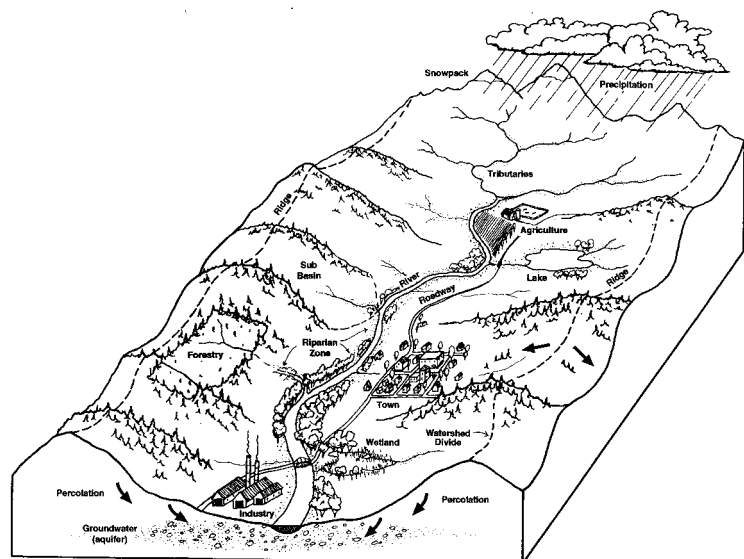 Snowpack
Precipitation
Tributaries
Ridge
Agriculture
Sub
Basin
River
Roadway
Lake
Ridge
Riparian
Zone
Forestry
Town
Wetland
Watershed
Divide
Percolation
Industry
Percolation
Groundwater
(aquifer)